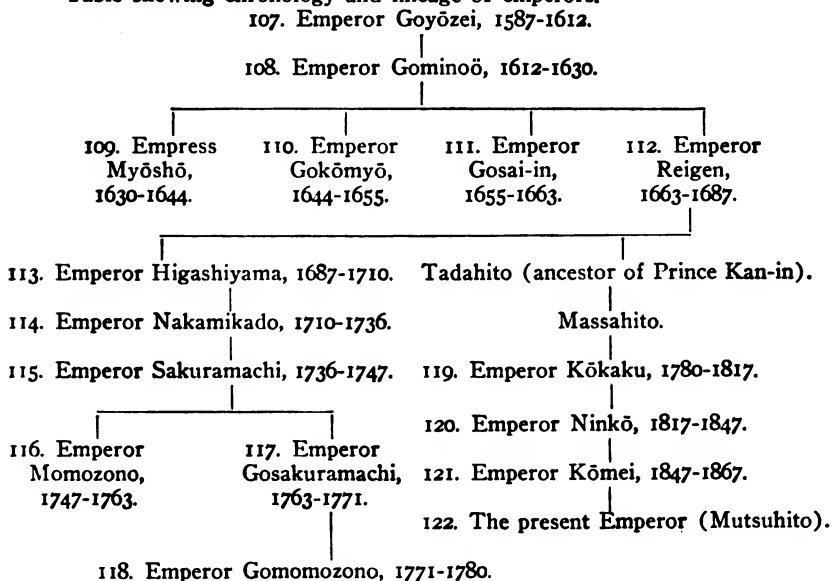 Table showing chronology and lineage of emperors.
107. Emperor Goyōzei, 1587-1612.
108. Emperor Gominoö, 1612-1630.
109. Empress
Myōshō,
1630-1644.
110. Emperor
Gokōmyō,
1644-1655.
111. Emperor
Gosai-in,
1655-1663.
112. Emperor
Reigen,
1663-1687.
113. Emperor Higashiyama, 1687-1710.
Tadahito (ancestor of Prince Kan-in).
114. Emperor Nakamikado, 1710-1736.
Massahito.
115. Emperor Sakuramachi, 1736-1747.
119. Emperor Kōkaku, 1780-1817.
120. Emperor Ninkō, 1817-1847.
116. Emperor
Momozono,
1747-1763.
117. Emperor
Gosakuramachi,
1763-1771.
121. Emperor Kōmei, 1847-1867.
122. The present Emperor (Mutsuhito).
118. Emperor Gomomozono, 1771-1780.